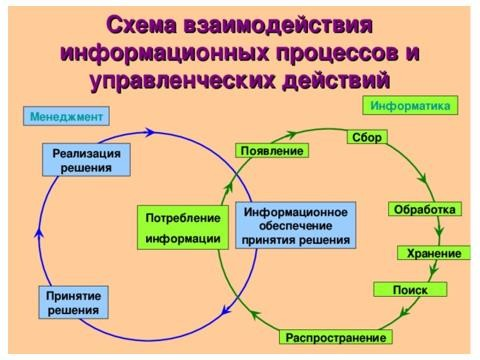 Схема взаимодействия
информационных процессов и
управленческих действий
Менеджмент
Информатика
Реализация
решения
Появление
Сбор
Потребление
информации
Информационное
обеспечение
принятия решения
Обработка
Хранение
Принятие
решения
Поиск
Распространение